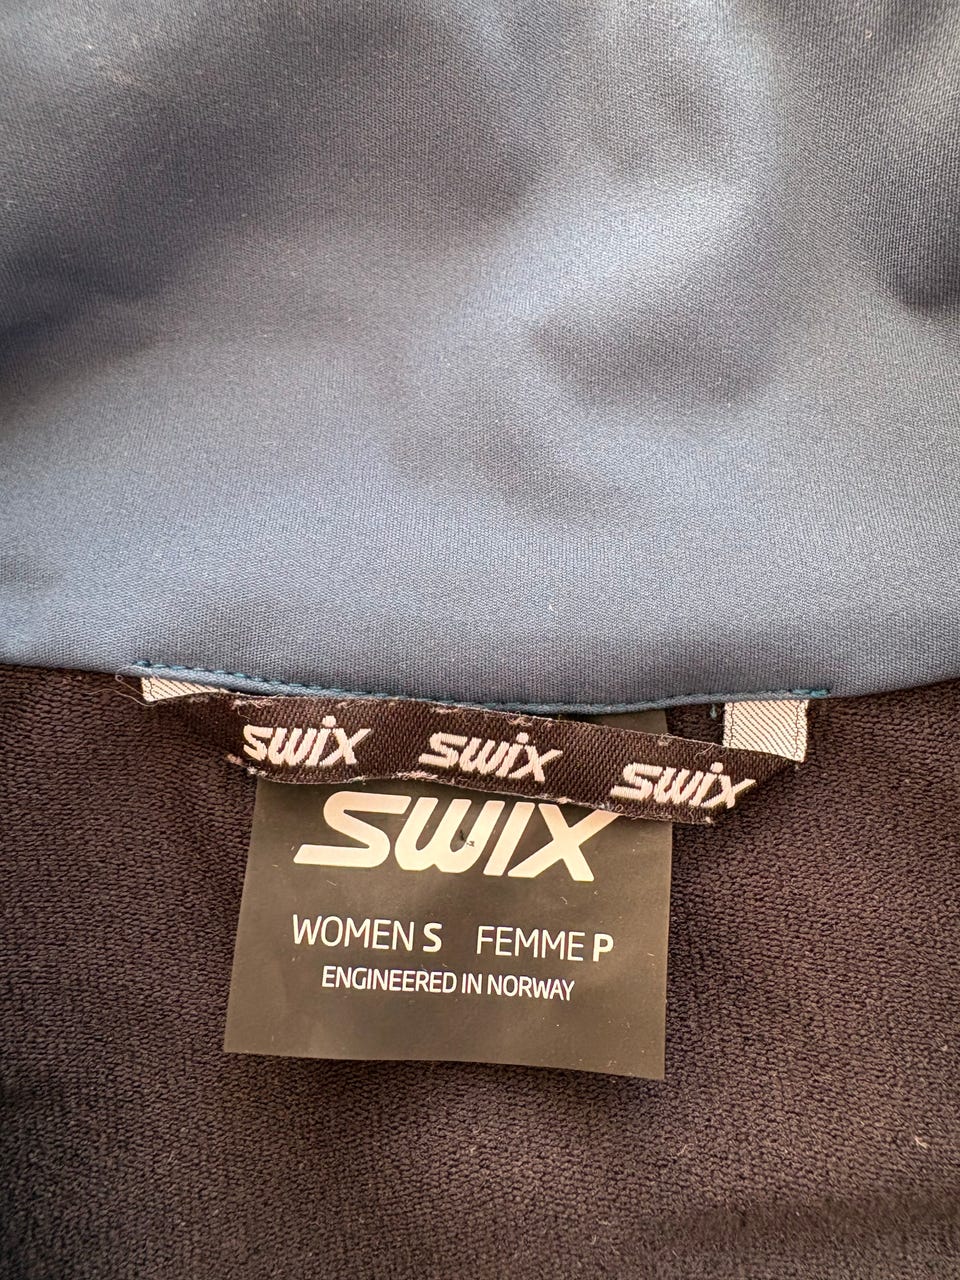 swix swix swix
SWIX
WOMEN S FEMME P
ENGINEERED IN NORWAY